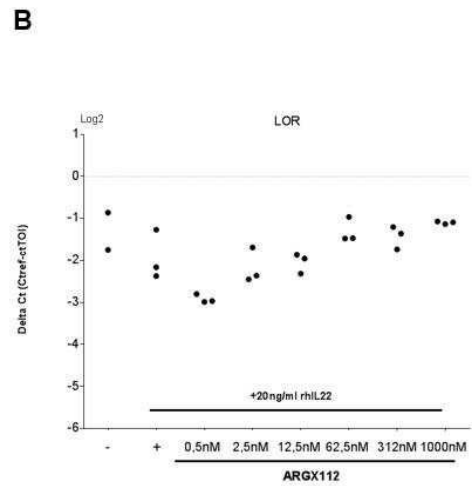 B
Log2
LOR
1
0
-1
-2
-3
-4
-5
-6
Delta Ct (Ctref-ctTOI)
+20ng/ml rhIL22
- + 0,5nM 2,5nM 12,5nM 62,5nM 312nM 1000nM
ARGX112